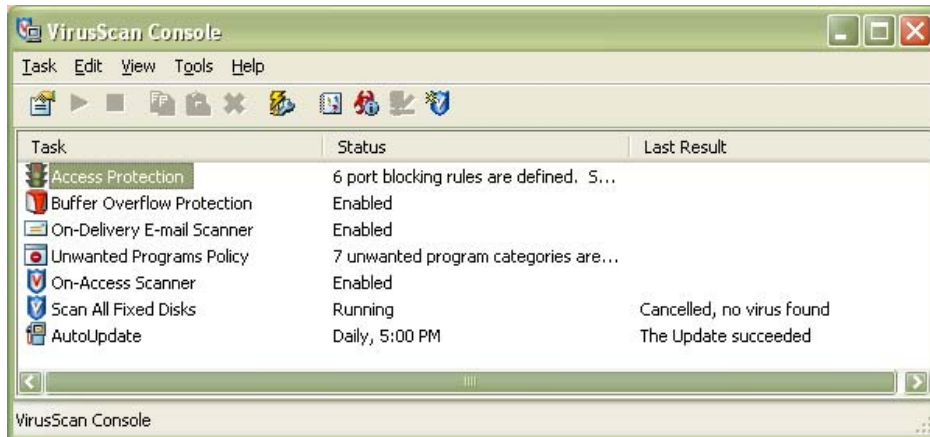 VirusScan Console
Task Edit View Tools Help
Task Status Last Result
Access Protection 6 port blocking rules are defined. S...
Buffer Overflow Protection Enabled
On-Delivery E-mail Scanner Enabled
Unwanted Programs Policy 7 unwanted program categories are...
On-Access Scanner Enabled
Scan All Fixed Disks Running Cancelled, no virus found
AutoUpdate Daily, 5:00 PM The Update succeeded
VirusScan Console